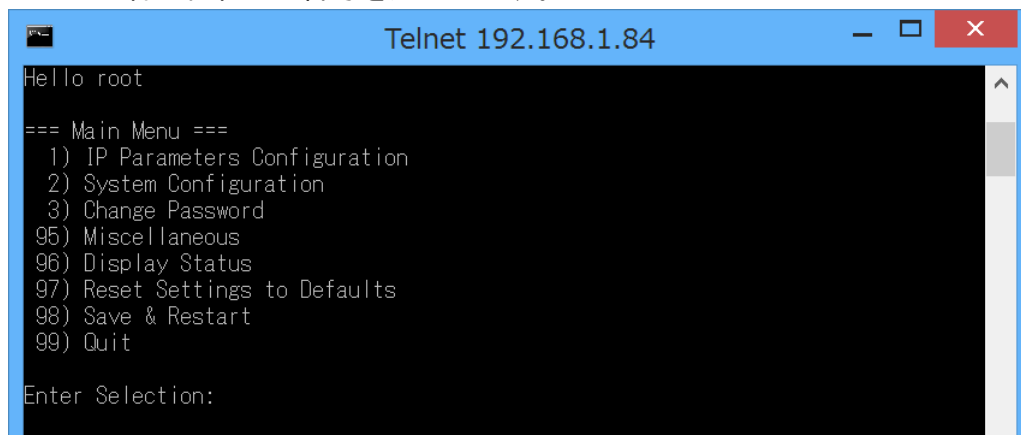 Telnet 192.168.1.84
Hello root
=== Main Menu ===
1) IP Parameters Configuration
2) System Configuration
3) Change Password
95) Miscellaneous
96) Display Status
97) Reset Settings to Defaults
98) Save & Restart
99) Quit
Enter Selection: